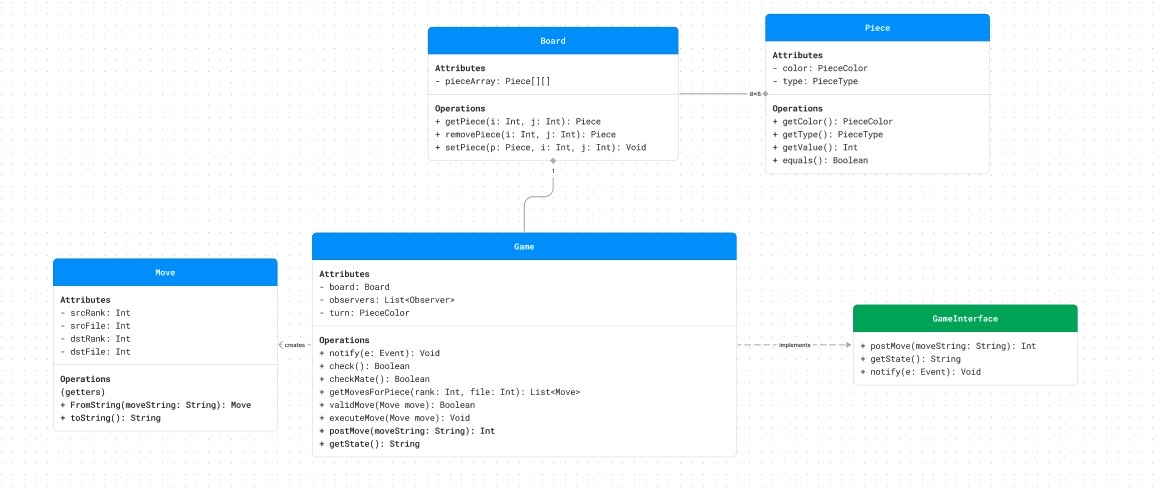 Board
Attributes
- pieceArray: Piece[][]
Operations
+ getPiece(i: Int, j: Int): Piece
+ removePiece(i: Int, j: Int): Piece
+ setPiece(p: Piece, i: Int, j: Int): Void
8×8
1
Piece
Attributes
- color: PieceColor
- type: PieceType
Operations
+ getColor(): PieceColor
+ getType(): PieceType
+ getValue(): Int
+ equals(): Boolean
Move
Attributes
- srcRank: Int
- srcFile: Int
- dstRank: Int
- dstFile: Int
Operations
(getters)
+ FromString(moveString: String): Move
+ toString(): String
creates
Game
Attributes
- board: Board
- observers: List<Observer>
- turn: PieceColor
Operations
+ notify(e: Event): Void
+ check(): Boolean
+ checkMate(): Boolean
+ getMovesForPiece(rank: Int, file: Int): List<Move>
+ validMove(Move move): Boolean
+ executeMove(Move move): Void
+ postMove(moveString: String): Int
+ getState(): String
implements
GameInterface
+ postMove(moveString: String): Int
+ getState(): String
+ notify(e: Event): Void